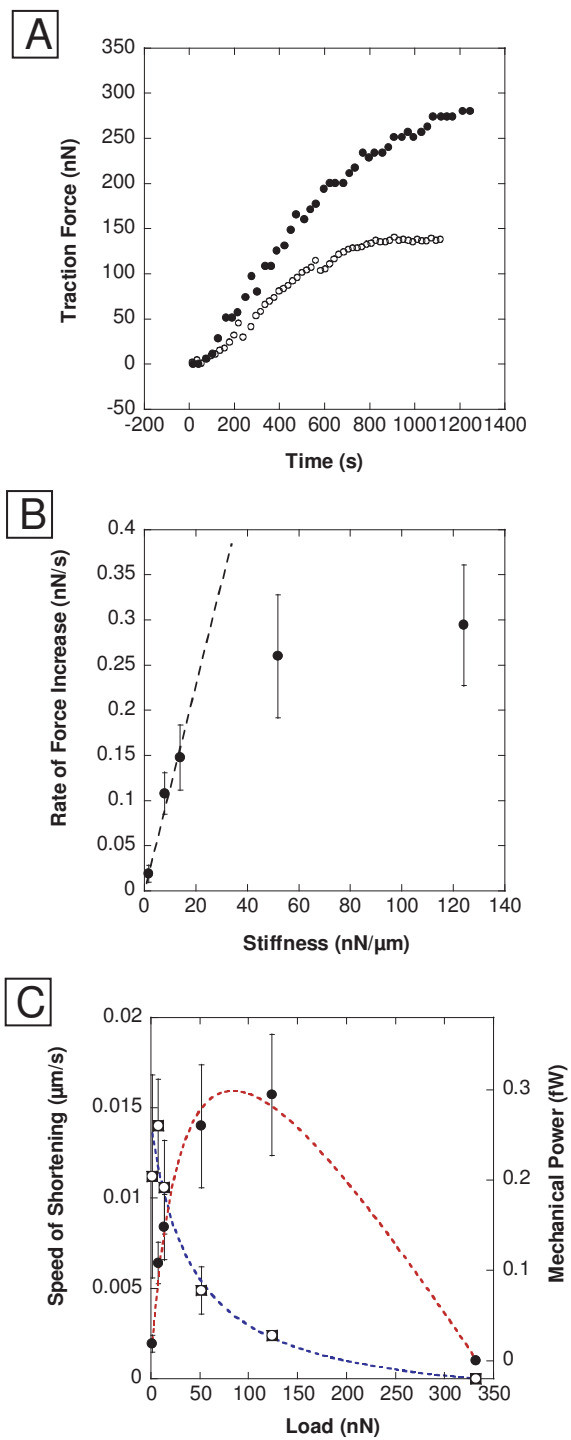 A
350
300
250
200
150
100
50
0
-50
Traction Force (nN)
-200 0 200 400 600 800 1000 1200 1400
Time (s)
B
0.4
0.35
0.3
0.25
0.2
0.15
0.1
0.05
0
Rate of Force Increase (nN/s)
0 20 40 60 80 100 120 140
Stiffness (nN/µm)
C
0.02
0.015
0.01
0.005
0
Speed of Shortening (µm/s)
0.3
0.2
0.1
0
Mechanical Power (fW)
0 50 100 150 200 250 300 350
Load (nN)